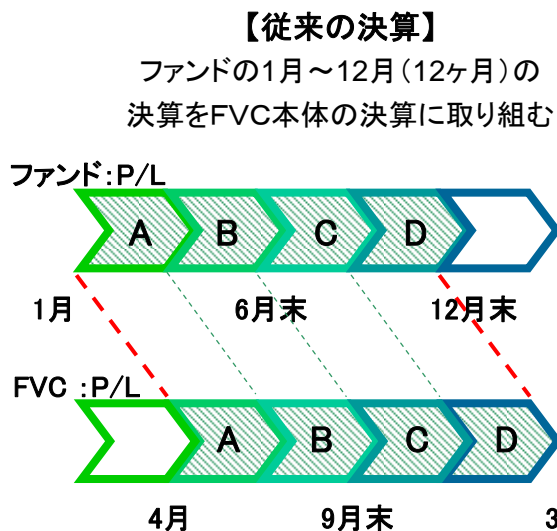 【従来の決算】
ファンドの1月～12月(12ヶ月)の
決算をFVC本体の決算に取り組む
ファンド:P/L
A B C D
1月 6月末 12月末
FVC :P/L
A B C D
4月 9月末 3